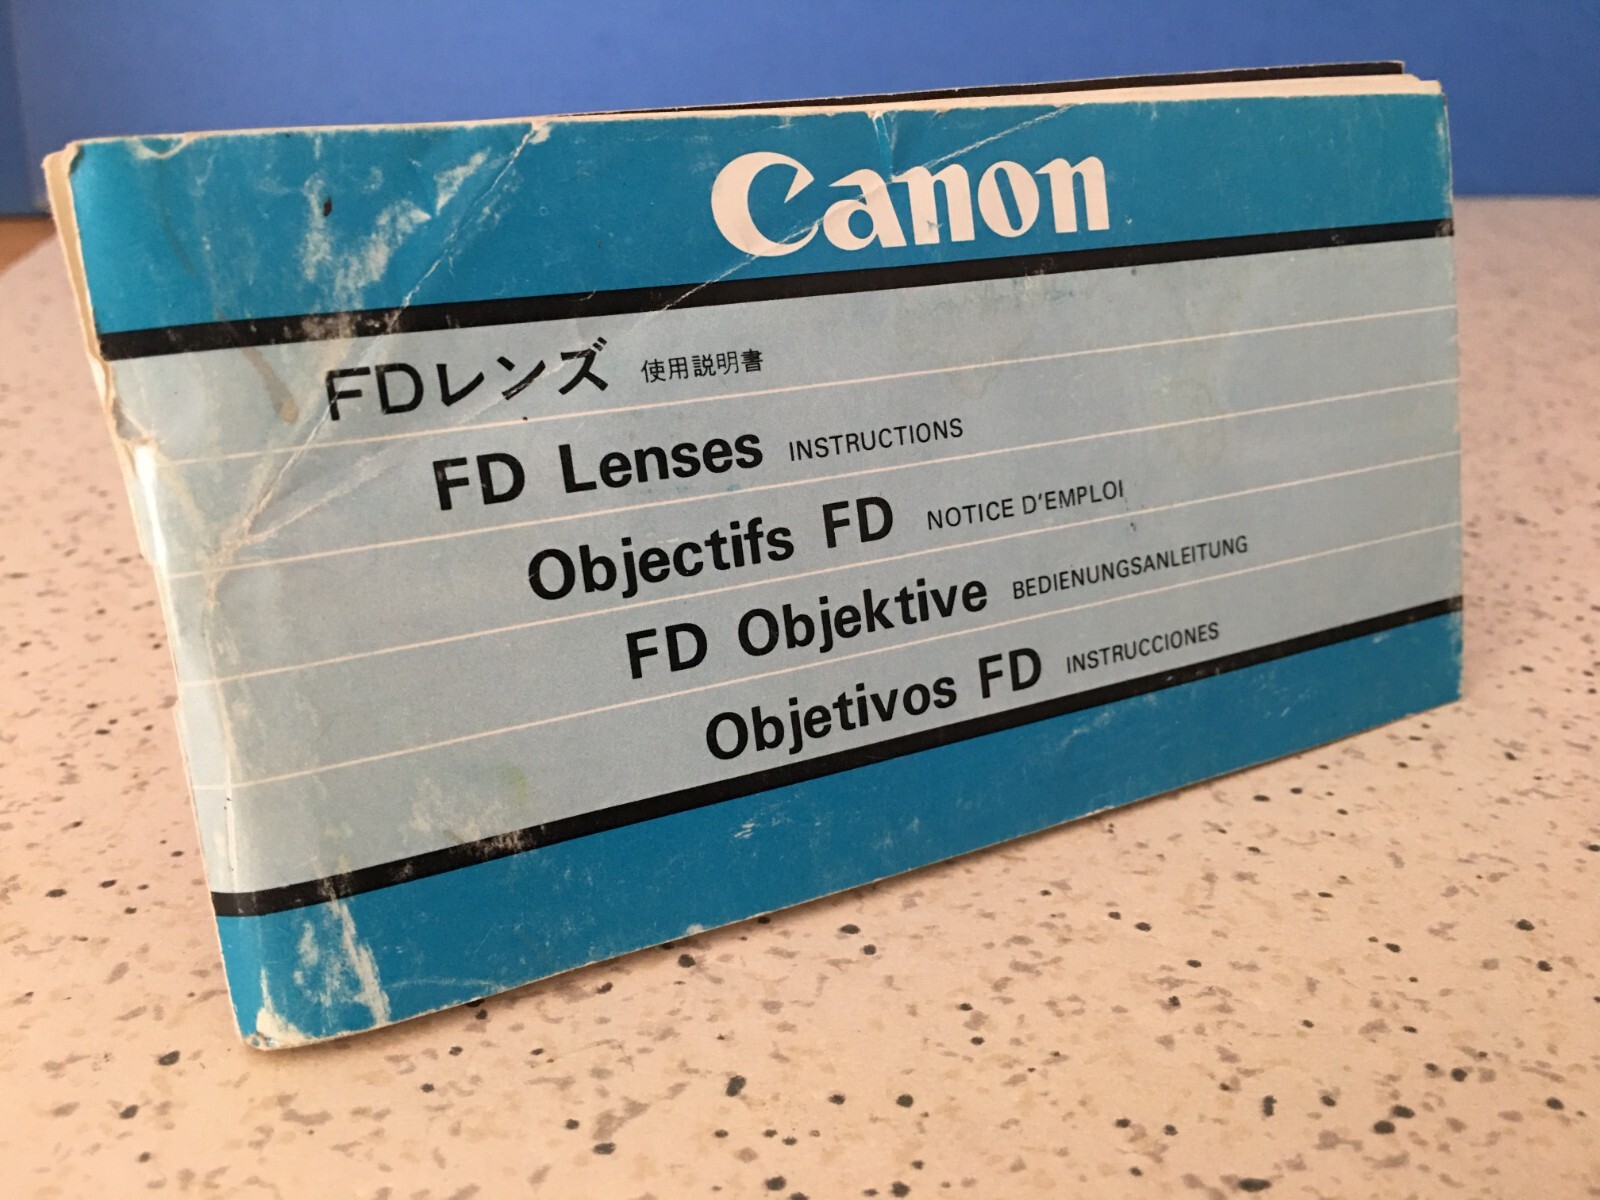 Canon
FDレンズ 使用説明書
FD Lenses INSTRUCTIONS
Objectifs FD NOTICE D'EMPLOI
FD Objektive BEDIENUNGSANLEITUNG
Objetivos FD INSTRUCCIONES